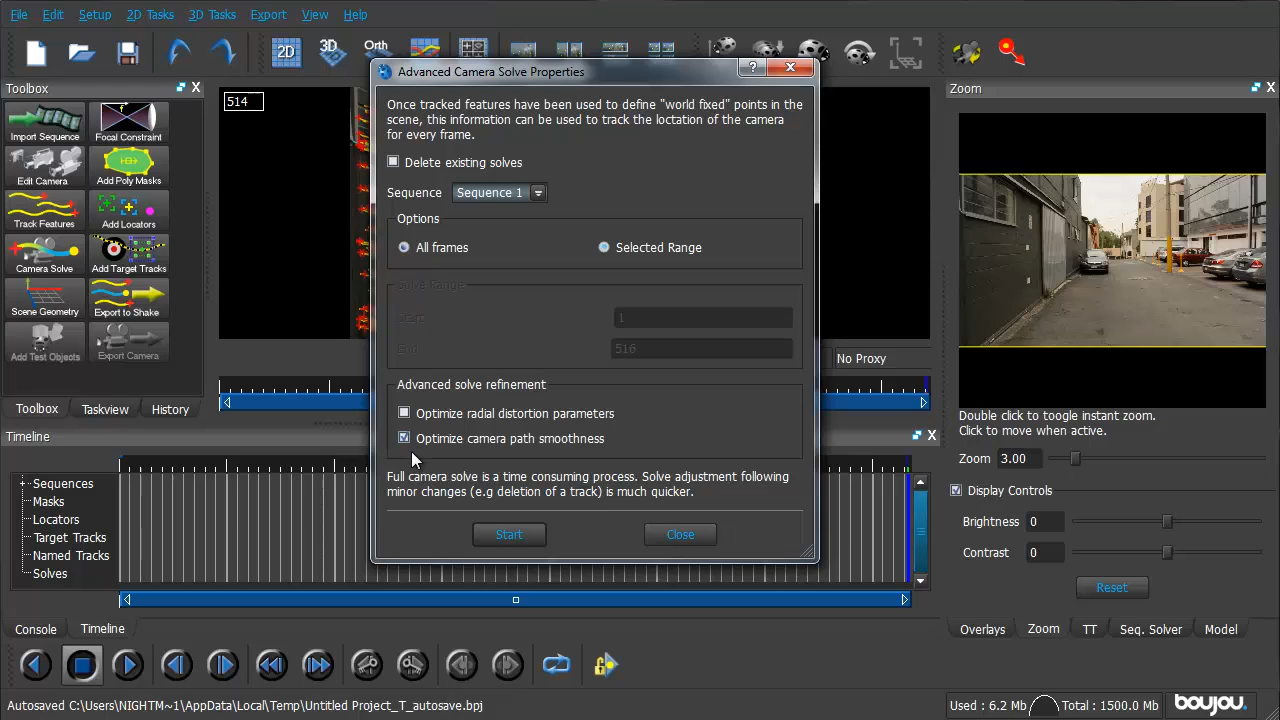 File Edit Setup 2D Tasks 3D Tasks Export View Help
2D 3D Orth
Toolbox
Import Sequence
Focal Constraint
Edit Camera
Add Poly Masks
Track Features
Add Locators
Camera Solve
Add Target Tracks
Scene Geometry
Export to Shake
Add Test Objects
Export Camera
Toolbox Taskview History
514
Advanced Camera Solve Properties
?
Once tracked features have been used to define "world fixed" points in the
scene, this information can be used to track the loctation of the camera
for every frame.
Delete existing solves
Sequence Sequence 1
Options
All frames Selected Range
Solve Range
Start 1
End 516
Advanced solve refinement
Optimize radial distortion parameters
Optimize camera path smoothness
Full camera solve is a time consuming process. Solve adjustment following
minor changes (e.g deletion of a track) is much quicker.
Start Close
No Proxy
Zoom
Double click to toogle instant zoom.
Click to move when active.
Zoom 3.00
Display Controls
Brightness 0
Contrast 0
Reset
Overlays Zoom TT Seq. Solver Model
Timeline
Sequences
Masks
Locators
Target Tracks
Named Tracks
Solves
Console Timeline
Autosaved C:\Users\NIGHTM~1\AppData\Local\Temp\Untitled Project_T_autosave.bpj
Used : 6.2 Mb Total : 1500.0 Mb
boujou